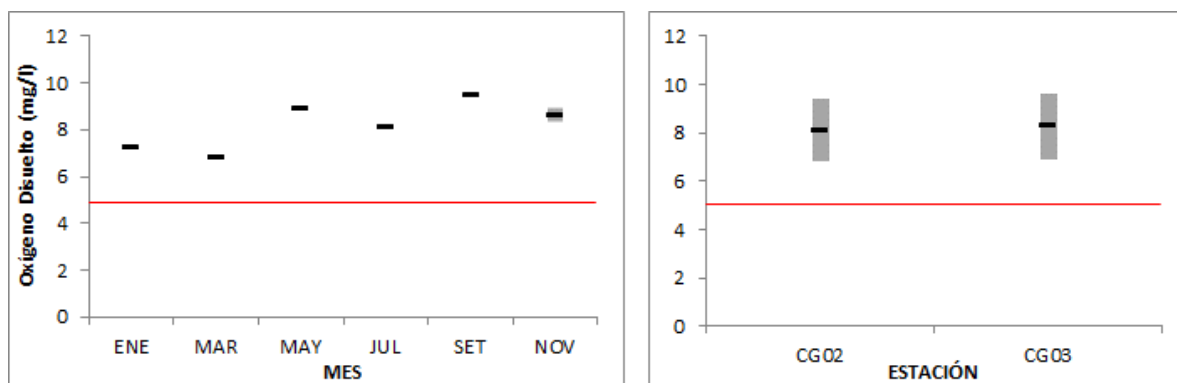 Oxígeno Disuelto (mg/l)
12
10
8
6
4
2
0
ENE MAR MAY JUL SET NOV
MES
12
10
8
6
4
2
0
CG02 CG03
ESTACIÓN